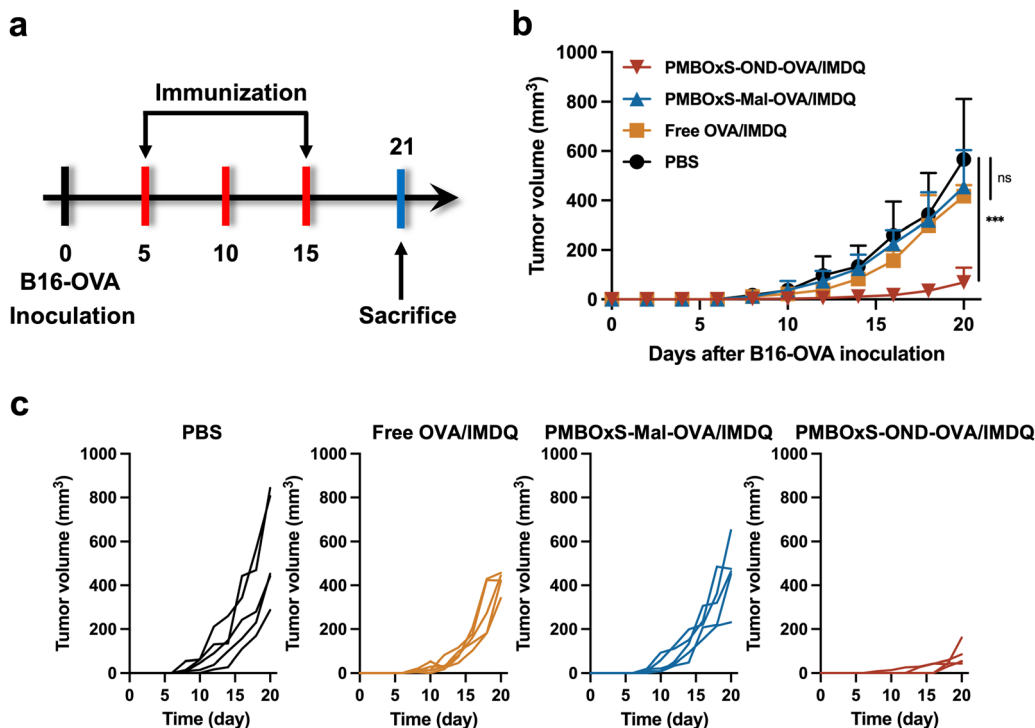 a
Immunization
21
0
5
10
15
B16-OVA
Inoculation
Sacrifice
b
1000
800
600
400
200
0
Tumor volume (mm³)
PMBOxS-OND-OVA/IMDQ
PMBOxS-Mal-OVA/IMDQ
Free OVA/IMDQ
PBS
ns
***
0
5
10
15
20
Days after B16-OVA inoculation
c
PBS
1000
800
600
400
200
0
Tumor volume (mm³)
0 5 10 15 20
Time (day)
Free OVA/IMDQ
1000
800
600
400
200
0
Tumor volume (mm³)
0 5 10 15 20
Time (day)
PMBOxS-Mal-OVA/IMDQ
1000
800
600
400
200
0
Tumor volume (mm³)
0 5 10 15 20
Time (day)
PMBOxS-OND-OVA/IMDQ
1000
800
600
400
200
0
Tumor volume (mm³)
0 5 10 15 20
Time (day)